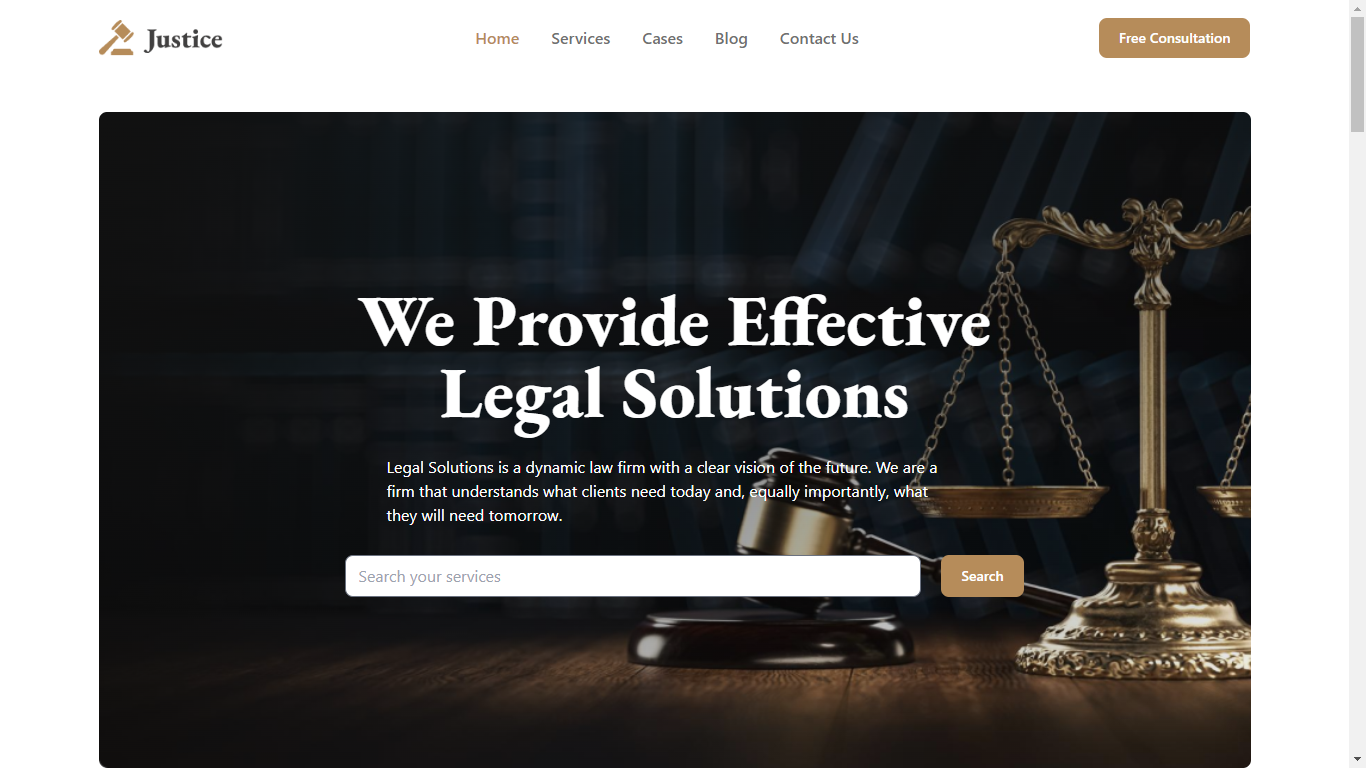 Justice
Home
Services
Cases
Blog
Contact Us
Free Consultation
We Provide Effective
Legal Solutions
Legal Solutions is a dynamic law firm with a clear vision of the future. We are a
firm that understands what clients need today and, equally importantly, what
they will need tomorrow.
Search your services
Search